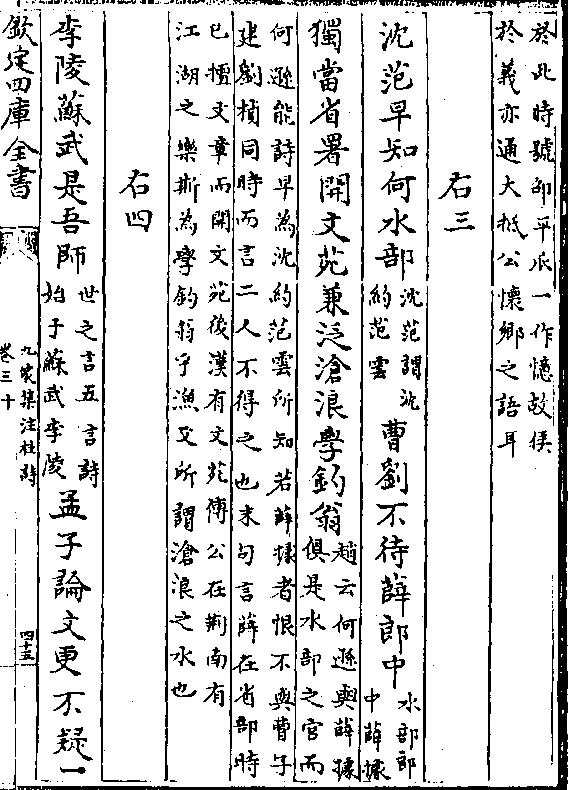 於此時號邵平瓜一作憶故侯
於義亦通大抵公懷鄉之語耳
右三
沈范早知何水部沈范謂沈約范雲曹劉不待薛郎中水部郎中薛據
獨當省署開文苑兼泛滄浪學釣翁趙云何遜與薛據俱是水部之官而
何遜能詩早為沈約范雲所知若薛據者恨不與曹子
建劉楨同時而言二人不得之也末句言薛在省部時
已擅文章而開文苑後漢有文苑傳公在荆南有
江湖之樂斯為學釣翁乎漁父所謂滄浪之水也
右四
李陵蘇武是吾師世之言五言詩始于蘇武李陵孟子論文更不疑一
欽定四庫全書
九家集注杜詩
卷三十
四十五